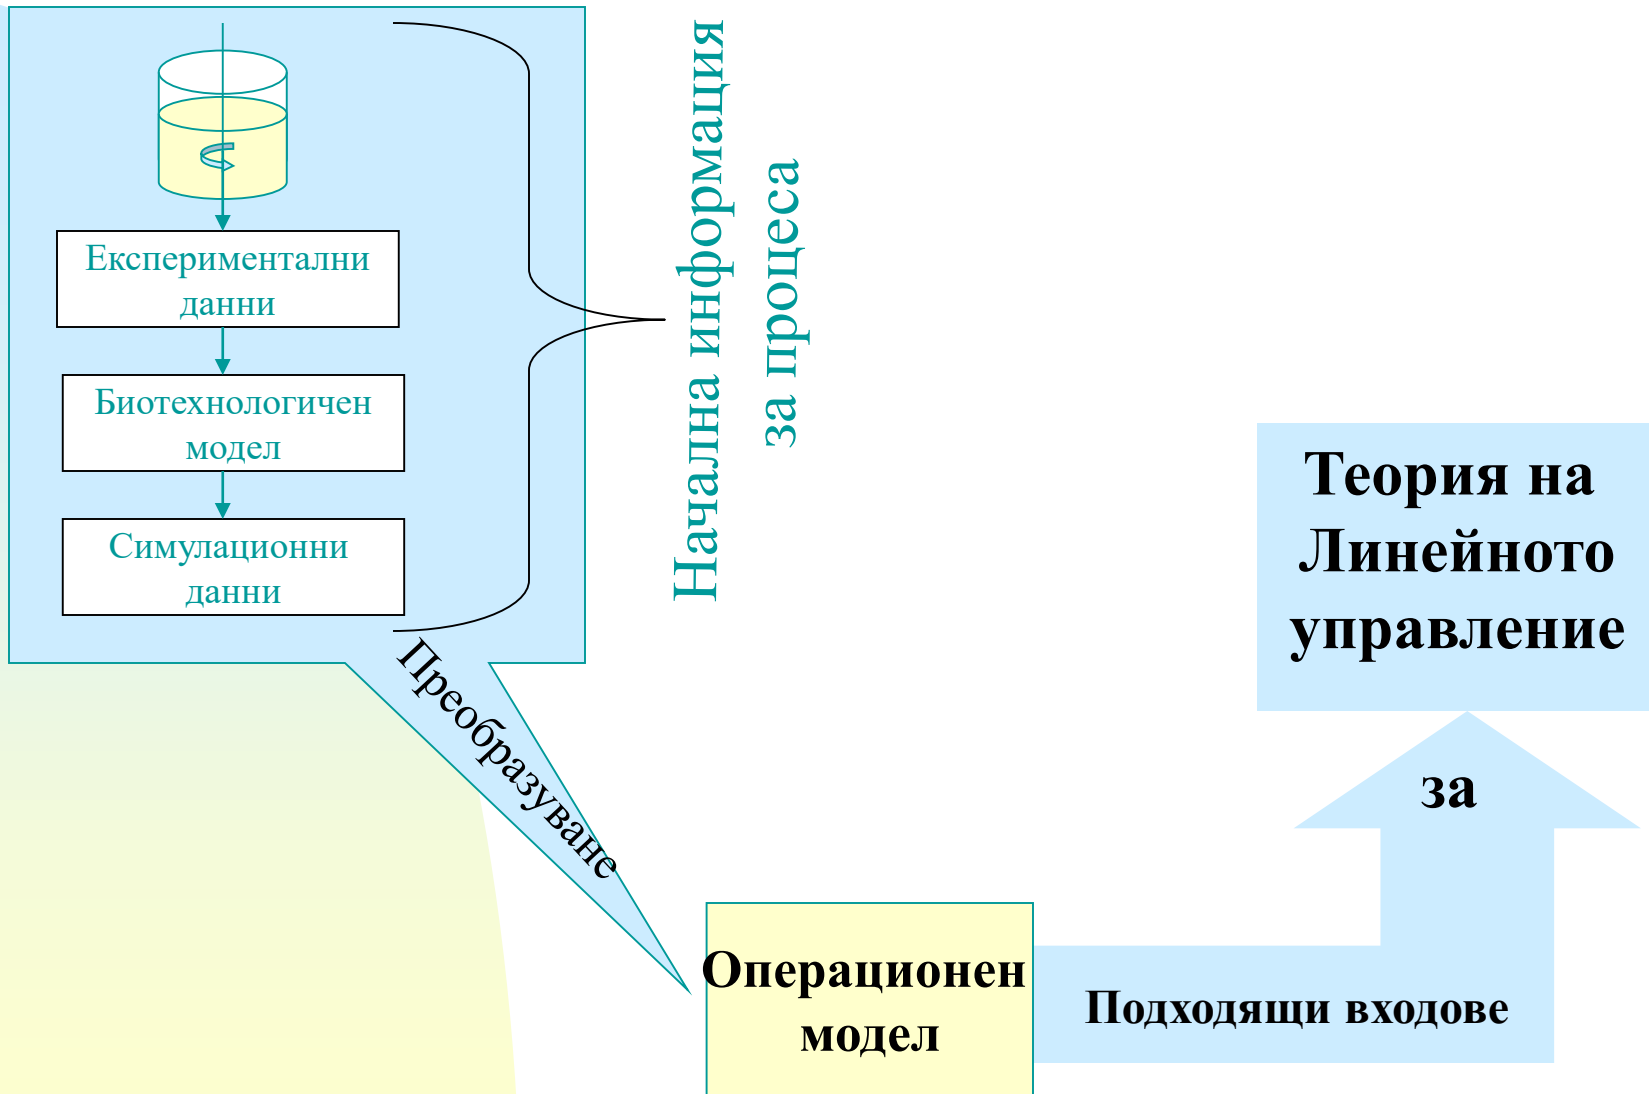 Експериментални
данни
Биотехнологичен
модел
Симулационни
данни
Начална информация
за процеса
Преобразуване
Операционен
модел
Подходящи входове
за
Теория на
Линейното
управление